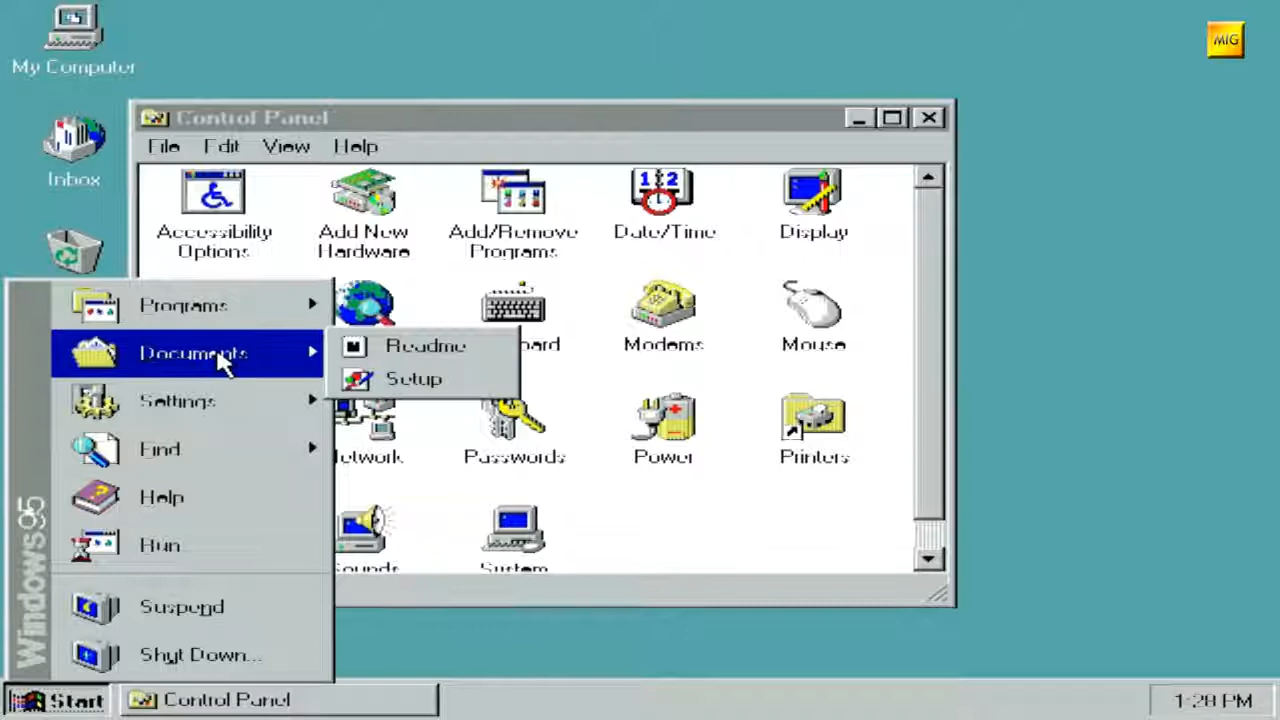 My Computer
MIG
Control Panel
File Edit View Help
Inbox
1 2
Accessibility
Options
Add New
Hardware
Add/Remove
Programs
Date/Time
Display
Modems
Mouse
Passwords
Power
Printers
Programs
Documents
Readme
Setup
Settings
Find
Help
Run...
Suspend
Shut Down...
Windows95
Start
Control Panel
1:28 PM